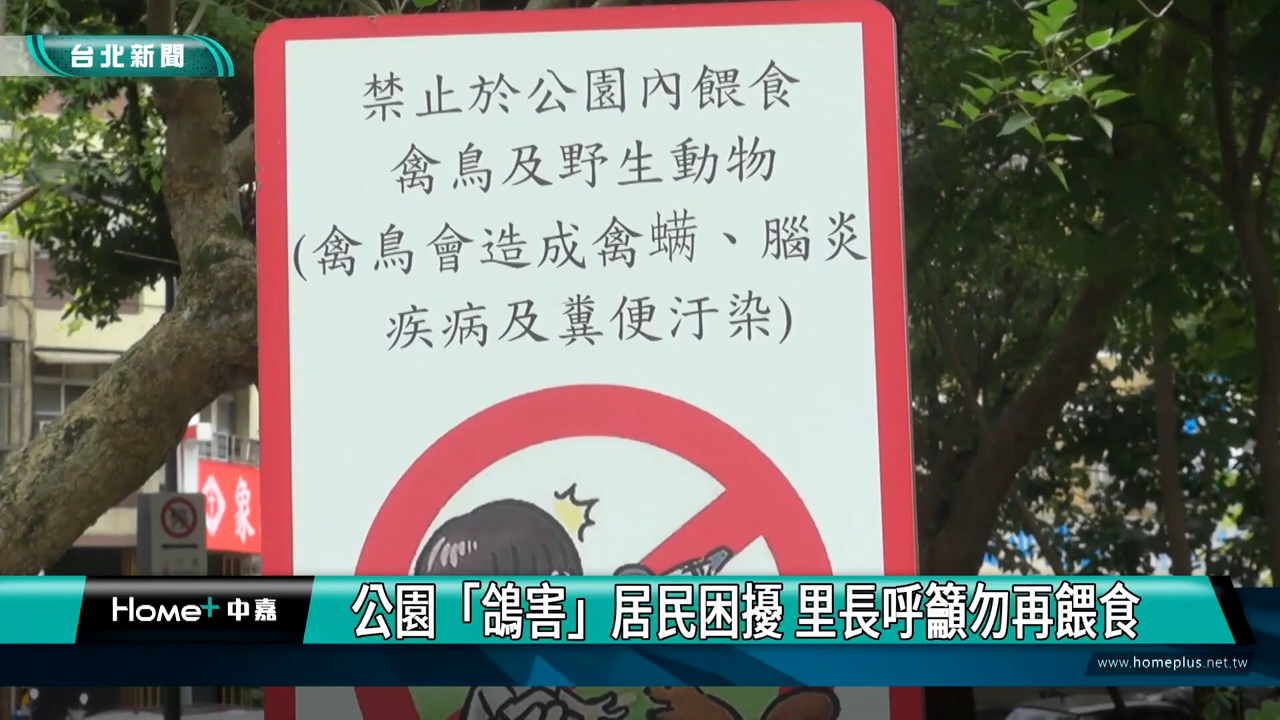 台北新聞
禁止於公園內餵食
禽鳥及野生動物
(禽鳥會造成禽螨、腦炎
疾病及糞便汙染)
象
Home+ 中嘉
公園「鴿害」居民困擾 里長呼籲勿再餵食
www.homeplus.net.tw